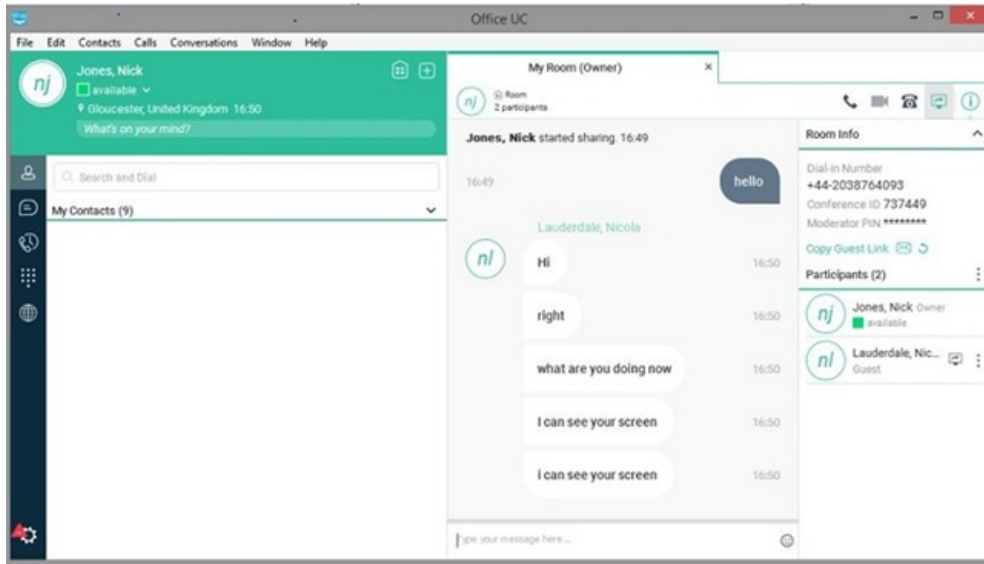 Office UC
File Edit Contacts Calls Conversations Window Help
nj
Jones, Nick
available
Gloucester, United Kingdom 16:50
What's on your mind?
Search and Dial
My Contacts (9)
My Room (Owner)
nj
Room
2 participants
Jones, Nick started sharing. 16:49
16:49 hello
Lauderdale, Nicola
nl
Hi 16:50
right 16:50
what are you doing now 16:50
I can see your screen 16:50
i can see your screen 16:50
Type your message here...
Room Info
Dial-in Number
+44-2038764093
Conference ID 737449
Moderator PIN ********
Copy Guest Link
Participants (2)
nj
Jones, Nick Owner
available
nl
Lauderdale, Nic...
Guest